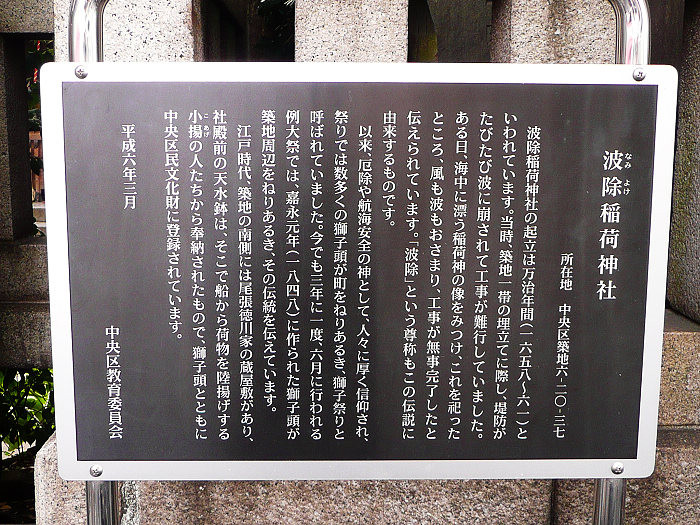 波除稲荷神社
なみ よけ
所在地　中央区築地六‐二〇‐三七
波除稲荷神社の起立は万治年間（一六五八〜六一）と
いわれています。当時、築地一帯の埋立てに際し、堤防が
たびたび波に崩されて工事が難行していました。
ある日、海中に漂う稲荷神の像をみつけ、これを祀った
ところ、風も波もおさまり、工事が無事完了したと
伝えられています。「波除」という尊称もこの伝説に
由来するものです。
以来、厄除や航海安全の神として、人々に厚く信仰され、
祭りでは数多くの獅子頭が町をねりあるき、獅子祭りと
呼ばれていました。今でも三年に一度、六月に行われる
例大祭では、嘉永元年（一八四八）に作られた獅子頭が
築地周辺をねりあるき、その伝統を伝えています。
江戸時代、築地の南側には尾張徳川家の蔵屋敷があり、
社殿前の天水鉢は、そこで船から荷物を陸揚げする
小揚の人たちから奉納されたもので、獅子頭とともに
こ あげ
中央区民文化財に登録されています。
平成六年三月
中央区教育委員会